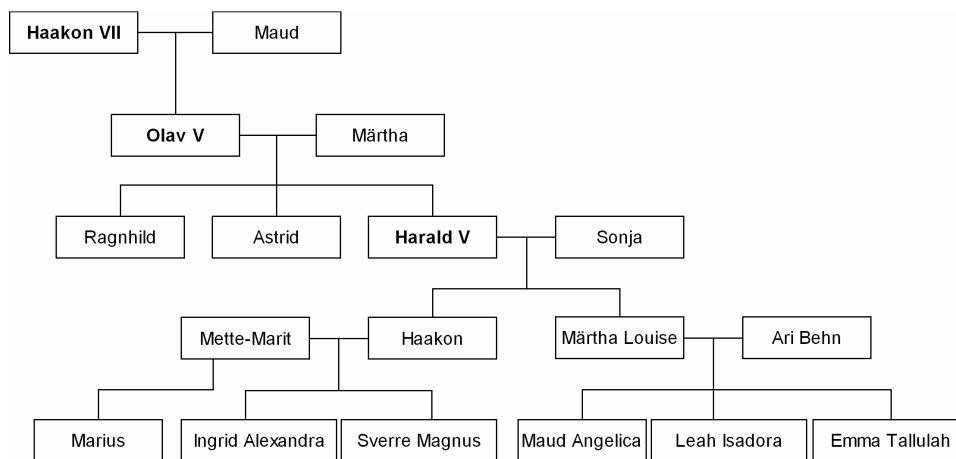 Haakon VII
Maud
Olav V
Märtha
Ragnhild
Astrid
Harald V
Sonja
Mette-Marit
Haakon
Märtha Louise
Ari Behn
Marius
Ingrid Alexandra
Sverre Magnus
Maud Angelica
Leah Isadora
Emma Tallulah